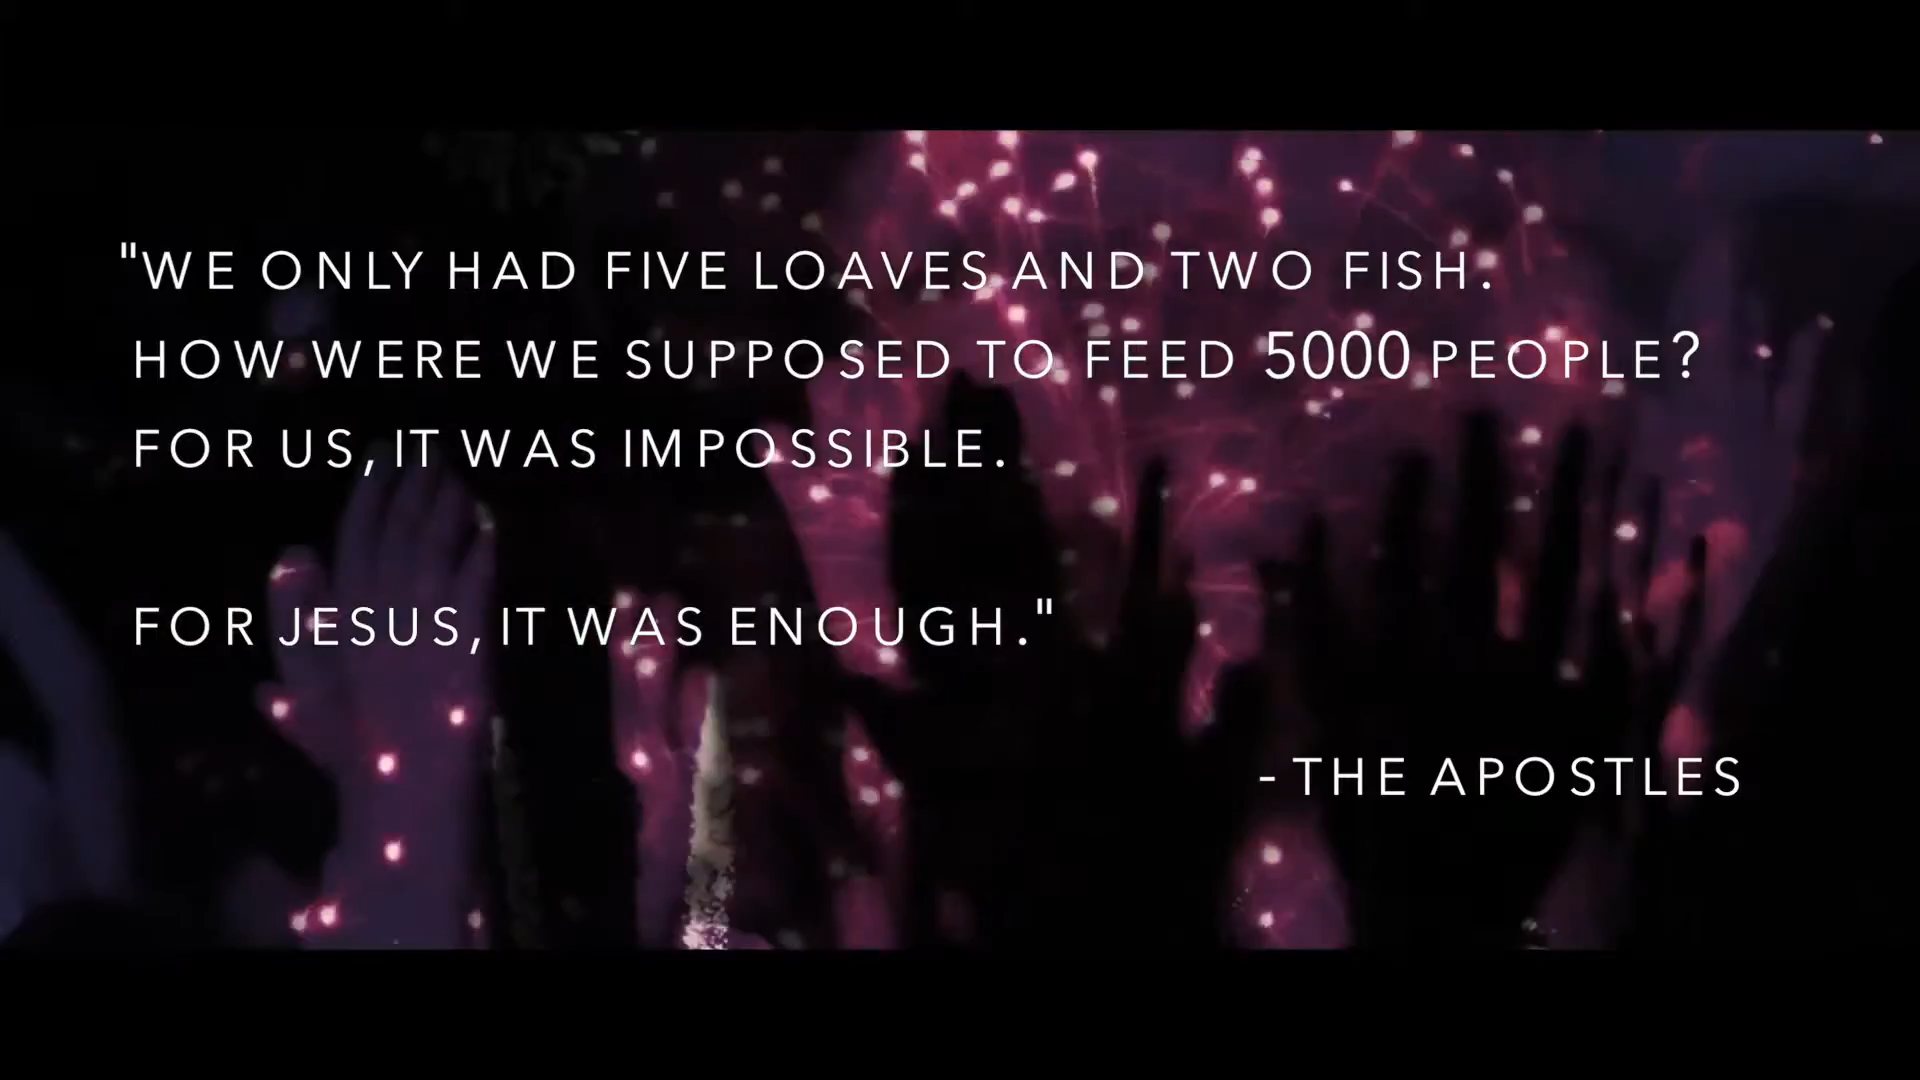 "WE ONLY HAD FIVE LOAVES AND TWO FISH.
HOW WERE WE SUPPOSED TO FEED 5000 PEOPLE?
FOR US, IT WAS IMPOSSIBLE.
FOR JESUS, IT WAS ENOUGH."
- THE APOSTLES